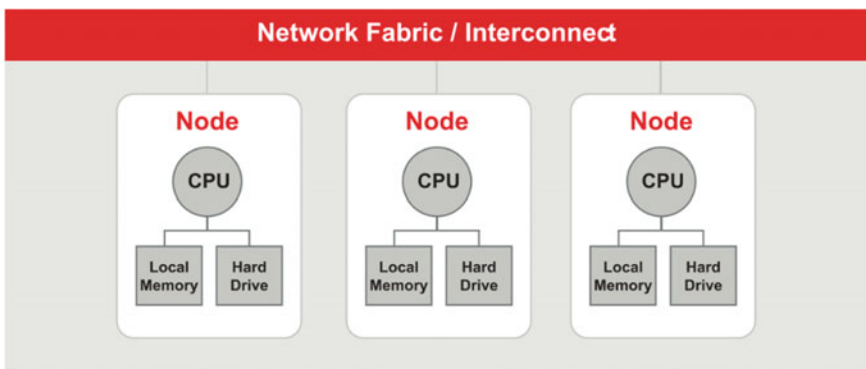 Network Fabric / Interconnect
Node
CPU
Local
Memory
Hard
Drive
Node
CPU
Local
Memory
Hard
Drive
Node
CPU
Local
Memory
Hard
Drive